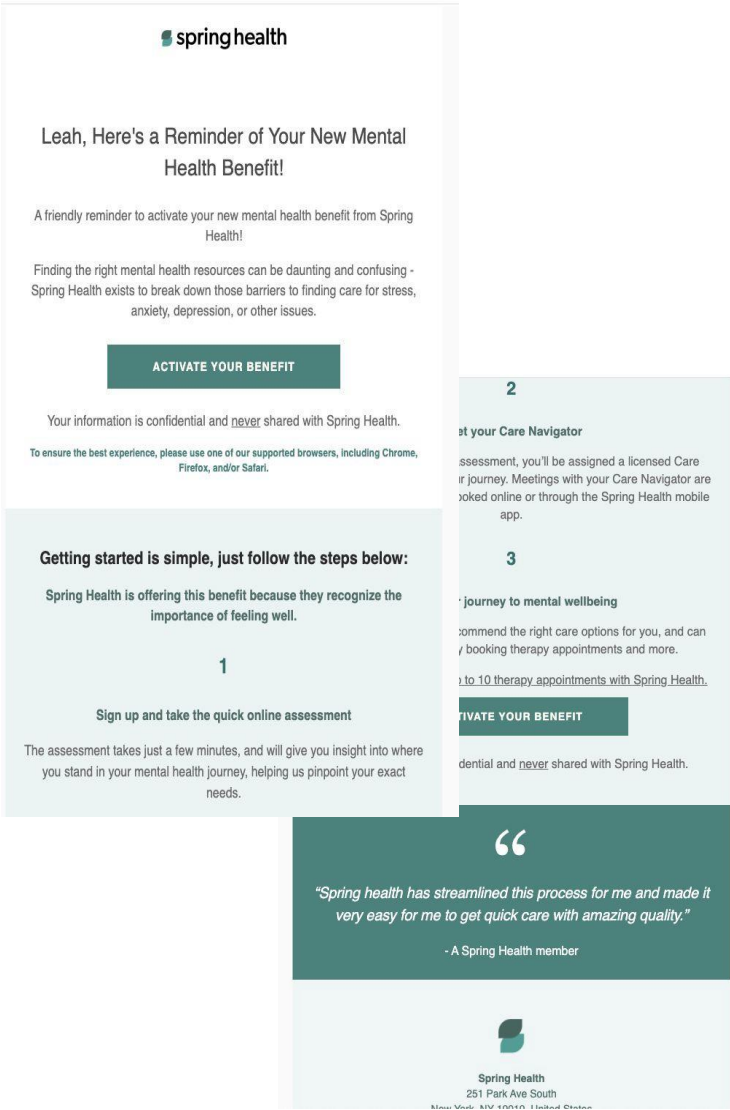 spring health
Leah, Here's a Reminder of Your New Mental
Health Benefit!
A friendly reminder to activate your new mental health benefit from Spring
Health!
Finding the right mental health resources can be daunting and confusing -
Spring Health exists to break down those barriers to finding care for stress,
anxiety, depression, or other issues.
ACTIVATE YOUR BENEFIT
Your information is confidential and never shared with Spring Health.
To ensure the best experience, please use one of our supported browsers, including Chrome,
Firefox, and/or Safari.
Getting started is simple, just follow the steps below:
Spring Health is offering this benefit because they recognize the
importance of feeling well.
1
Sign up and take the quick online assessment
The assessment takes just a few minutes, and will give you insight into where
you stand in your mental health journey, helping us pinpoint your exact
needs.
2
your Care Navigator
assessment, you'll be assigned a licensed Care
journey. Meetings with your Care Navigator are
online or through the Spring Health mobile
app.
3
journey to mental wellbeing
the right care options for you, and can
booking therapy appointments and more.
to 10 therapy appointments with Spring Health.
YOUR BENEFIT
and never shared with Spring Health.
“Spring health has streamlined this process for me and made it
very easy for me to get quick care with amazing quality.”
- A Spring Health member
Spring Health
251 Park Ave South
New York, NY 10010, United States